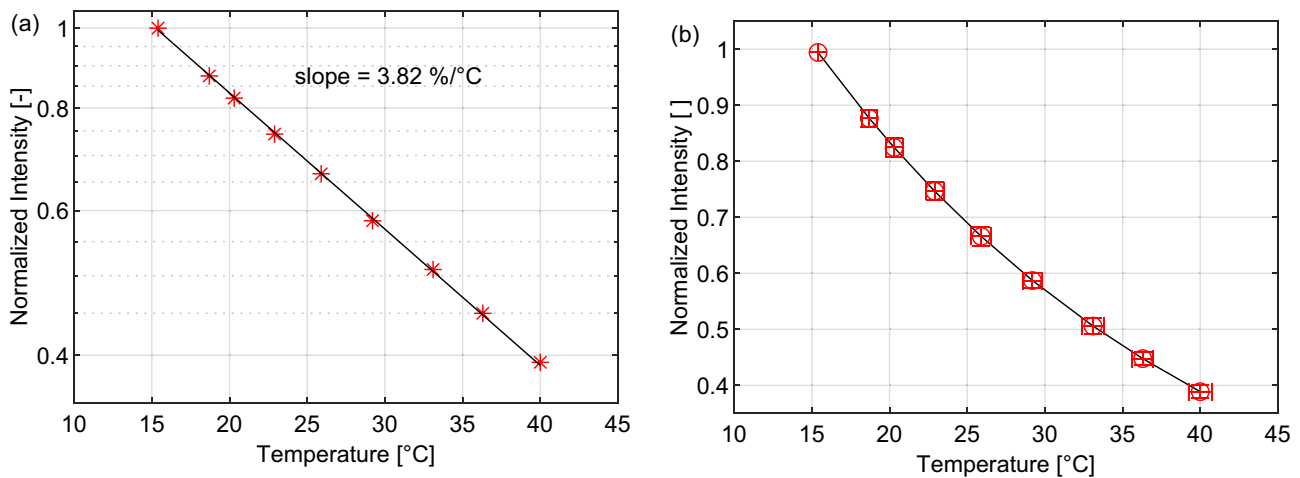 (a)
Normalized Intensity [-]
1
0.8
0.6
0.4
slope = 3.82 %/°C
10 15 20 25 30 35 40 45
Temperature [°C]
(b)
Normalized Intensity [ ]
1
0.9
0.8
0.7
0.6
0.5
0.4
10 15 20 25 30 35 40 45
Temperature [°C]